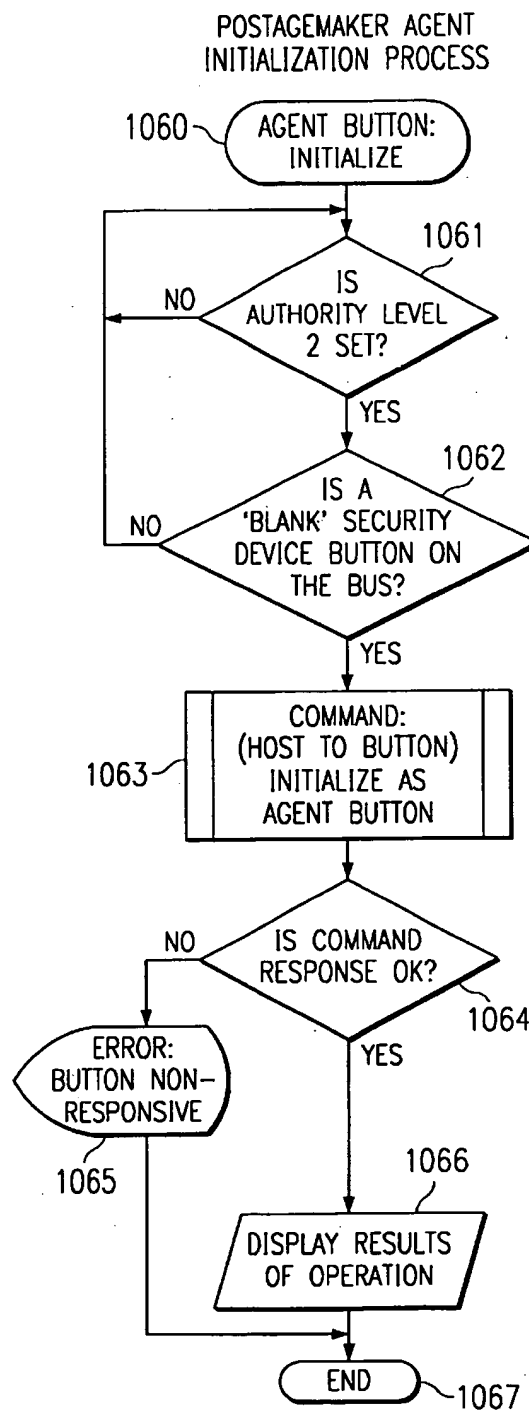 POSTAGEMAKER AGENT
INITIALIZATION PROCESS
1060
AGENT BUTTON:
INITIALIZE
1061
IS
AUTHORITY LEVEL
2 SET?
NO
YES
1062
IS A
'BLANK' SECURITY
DEVICE BUTTON ON
THE BUS?
NO
YES
1063
COMMAND:
(HOST TO BUTTON)
INITIALIZE AS
AGENT BUTTON
NO
IS COMMAND
RESPONSE OK?
1064
YES
ERROR:
BUTTON NON-
RESPONSIVE
1065
1066
DISPLAY RESULTS
OF OPERATION
END
1067